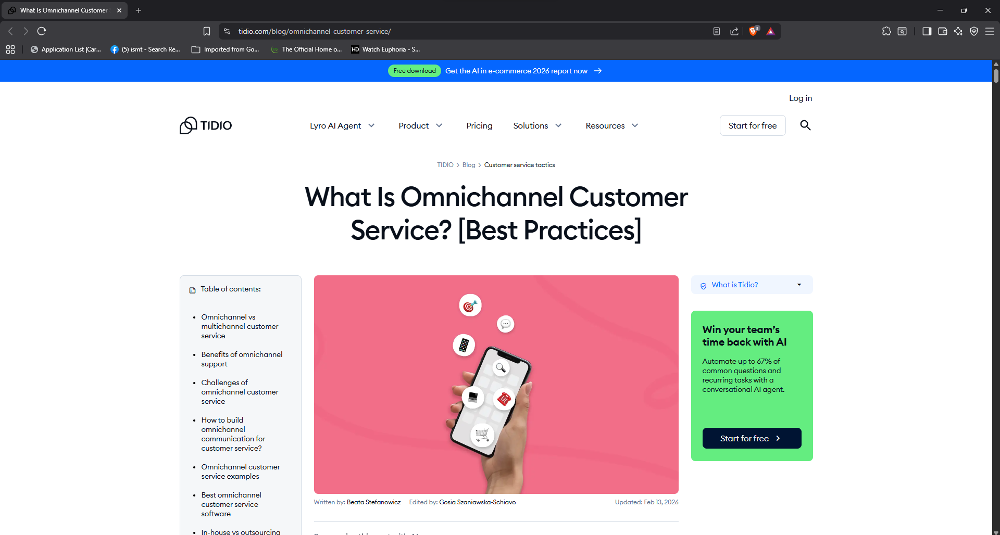 What Is Omnichannel Customer
tidio.com/blog/omnichannel-customer-service/
3
Application List |Car...
(5) ismt - Search Re...
Imported from Go...
The Official Home o...
HD Watch Euphoria - S...
Free download Get the AI in e-commerce 2026 report now
Log in
TIDIO
Lyro AI Agent
Product
Pricing
Solutions
Resources
Start for free
TIDIO > Blog > Customer service tactics
What Is Omnichannel Customer
Service? [Best Practices]
Table of contents:
• Omnichannel vs
multichannel customer
service
• Benefits of omnichannel
support
• Challenges of
omnichannel customer
service
• How to build
omnichannel
communication for
customer service?
• Omnichannel customer
service examples
• Best omnichannel
customer service
software
• In-house vs outsourcing
Written by: Beata Stefanowicz
Edited by: Gosia Szaniawska-Schiavo
Updated: Feb 13, 2026
What is Tidio?
Win your team's
time back with AI
Automate up to 67% of
common questions and
recurring tasks with a
conversational AI agent.
Start for free